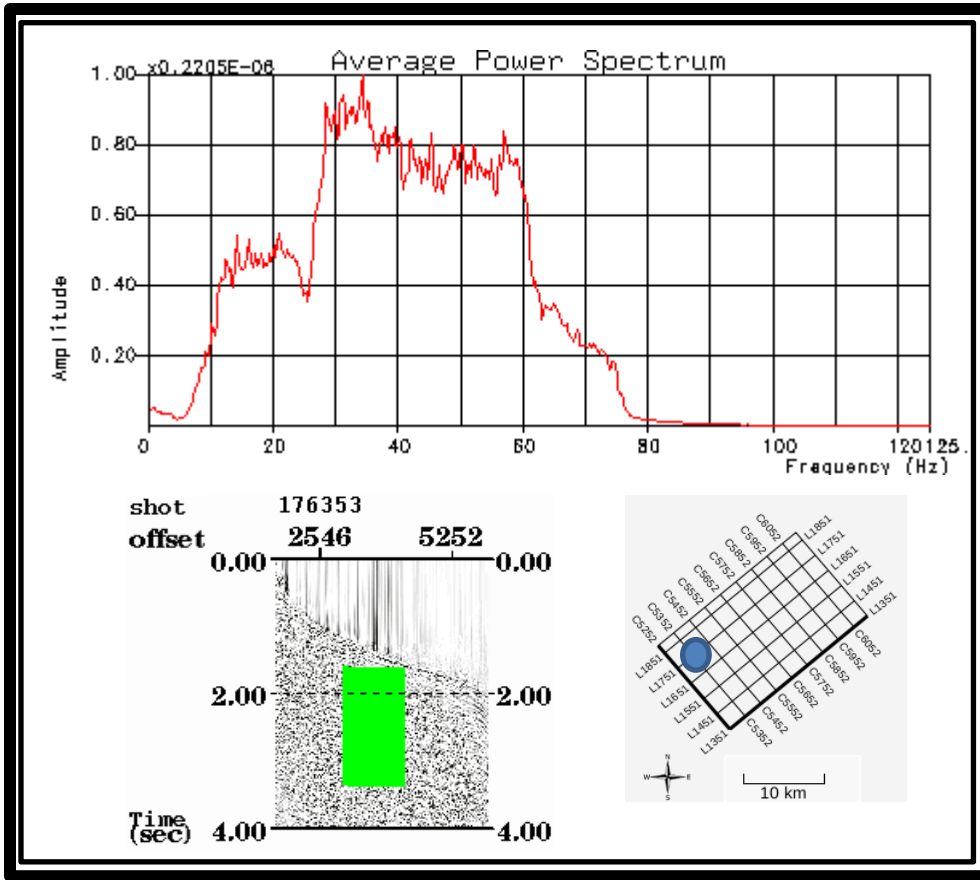 Average Power Spectrum
x0.2205E-06
1.00
0.80
0.60
0.40
0.20
Amplitude
0 20 40 60 80 100 120 125.
Frequency (Hz)
shot 176353
offset 2546 5252
0.00 0.00
2.00 2.00
Time
(sec) 4.00 4.00
C6052
C5952
C5852
C5752
C5652
C5552
C5452
C5352
C5252
L1851
L1751
L1651
L1551
L1451
L1351
L1851
L1751
L1651
L1551
L1451
L1351
C6052
C5952
C5852
C5752
C5652
C5552
C5452
C5352
N
W E
S
10 km